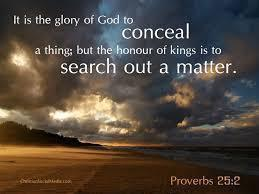 It is the glory of God to
conceal
a thing; but the honour of kings is to
search out a matter.
Proverbs 25:2